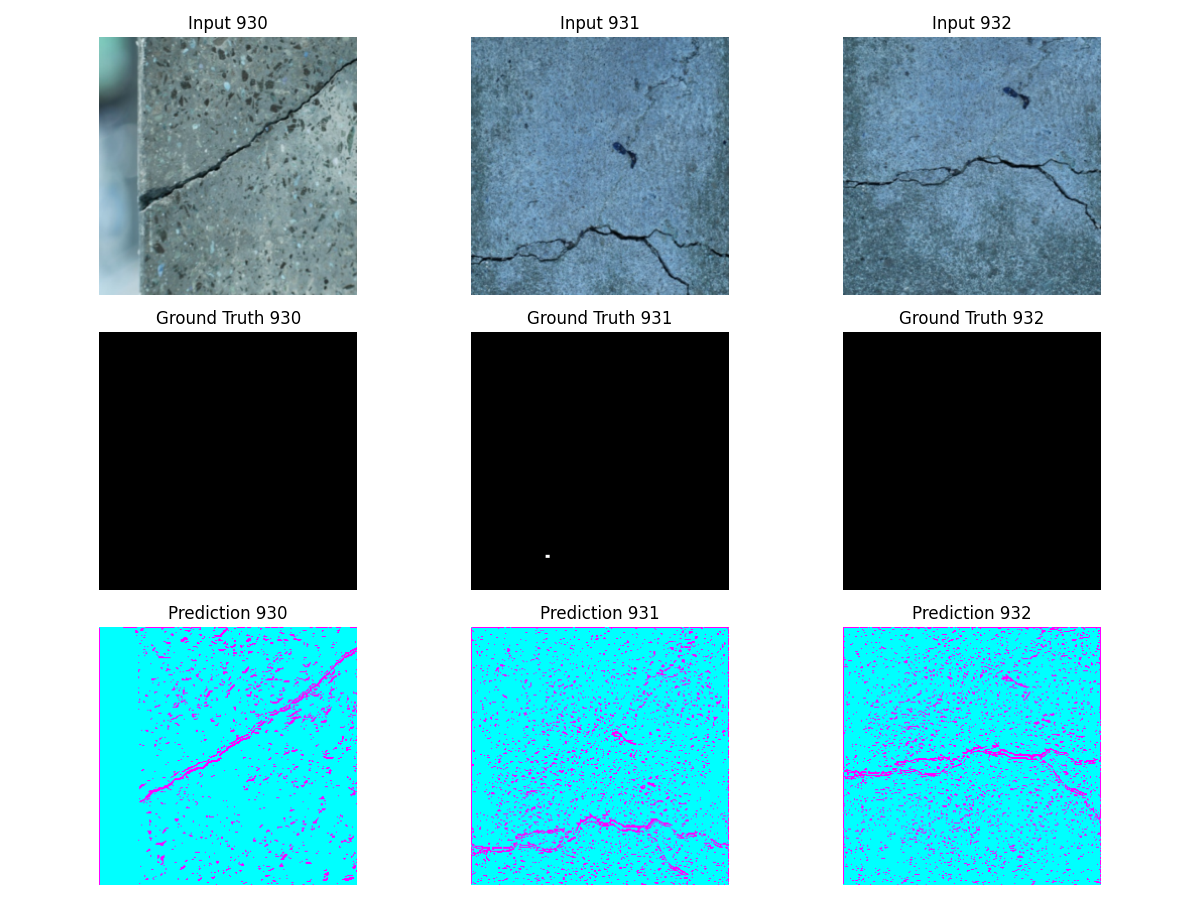 Input 930
Input 931
Input 932
Ground Truth 930
Ground Truth 931
Ground Truth 932
Prediction 930
Prediction 931
Prediction 932